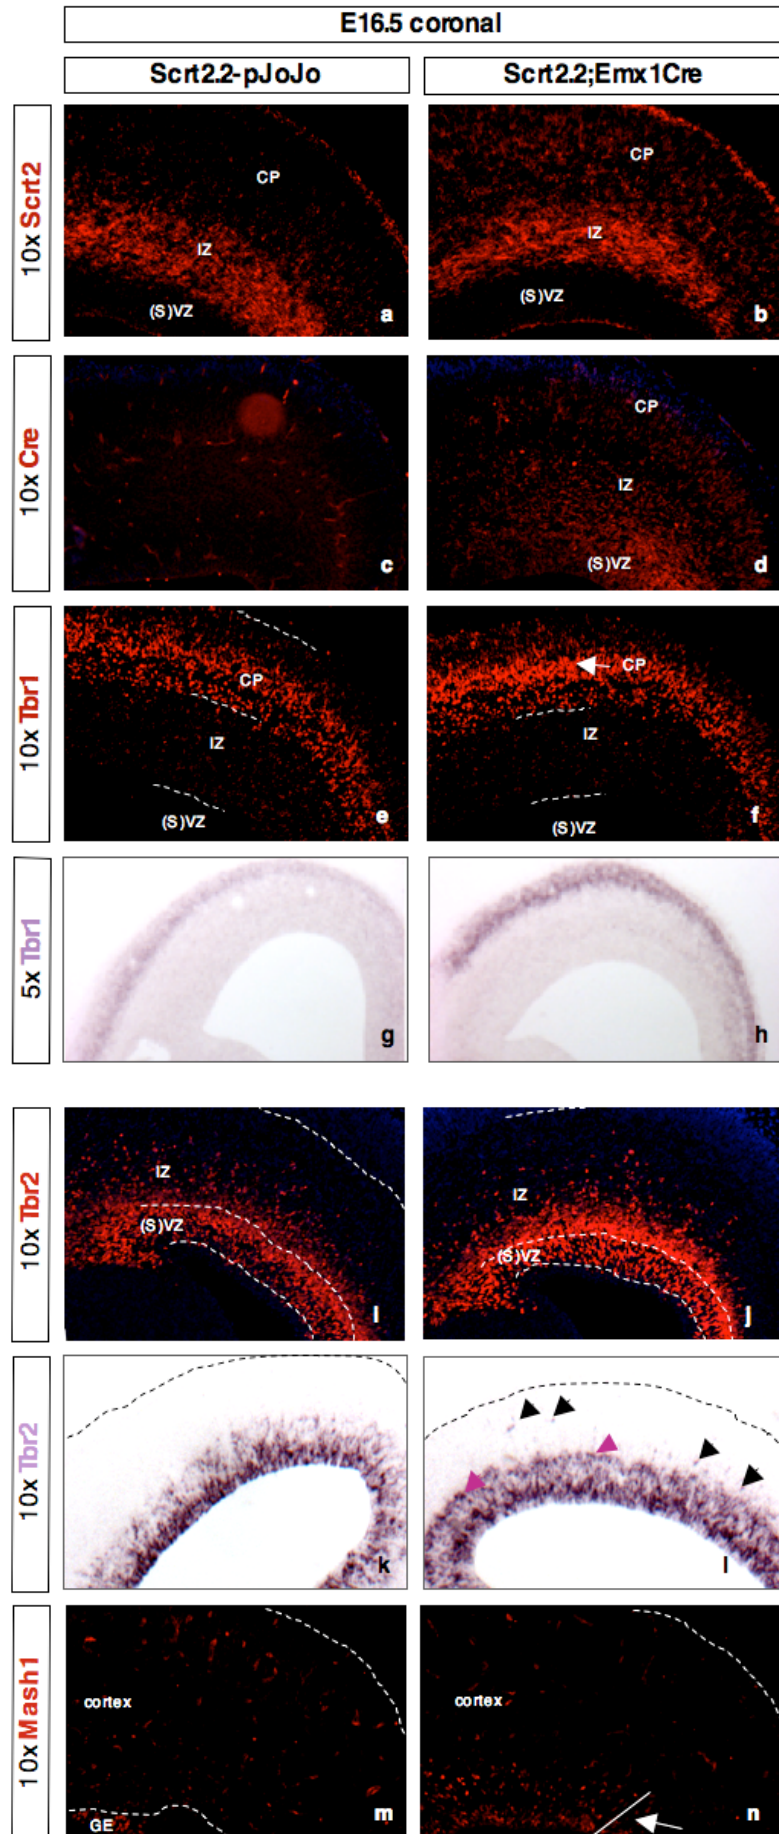 E16.5 coronal
Scrt2.2-pJoJo
Scrt2.2;Emx1Cre
10x Scrt2
CP
IZ
(S)VZ
a
CP
IZ
(S)VZ
b
10x Cre
c
CP
IZ
(S)VZ
d
10x Tbr1
CP
IZ
(S)VZ
e
CP
IZ
(S)VZ
f
5x Tbr1
g
h
10x Tbr2
IZ
(S)VZ
i
IZ
(S)VZ
j
10x Tbr2
k
l
10x Mash1
cortex
GE
m
cortex
n